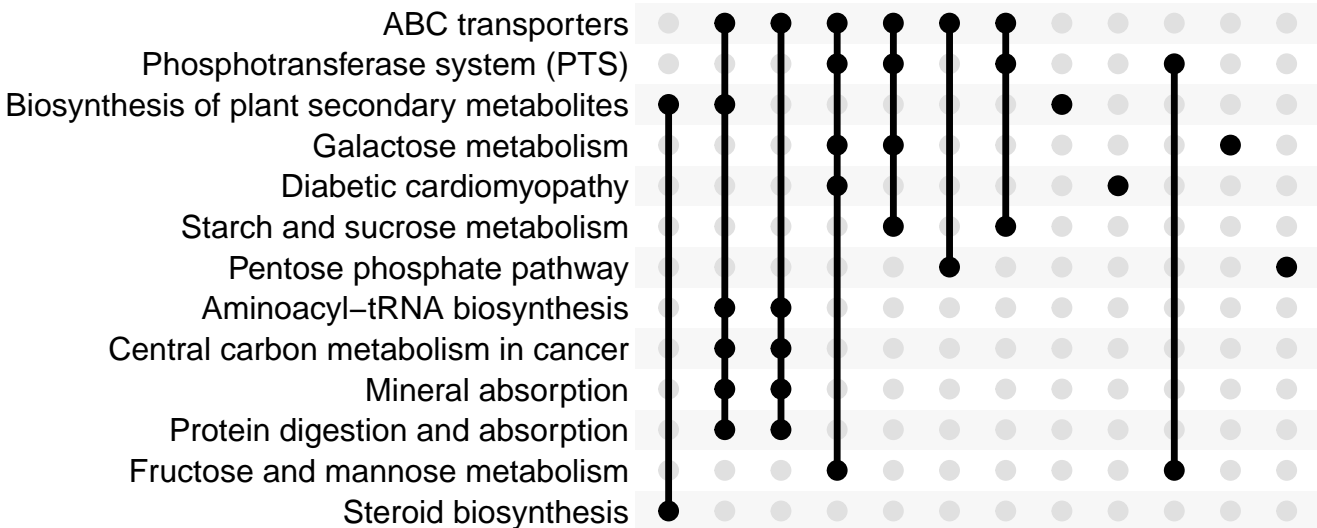 ABC transporters
Phosphotransferase system (PTS)
Biosynthesis of plant secondary metabolites
Galactose metabolism
Diabetic cardiomyopathy
Starch and sucrose metabolism
Pentose phosphate pathway
Aminoacyl−tRNA biosynthesis
Central carbon metabolism in cancer
Mineral absorption
Protein digestion and absorption
Fructose and mannose metabolism
Steroid biosynthesis